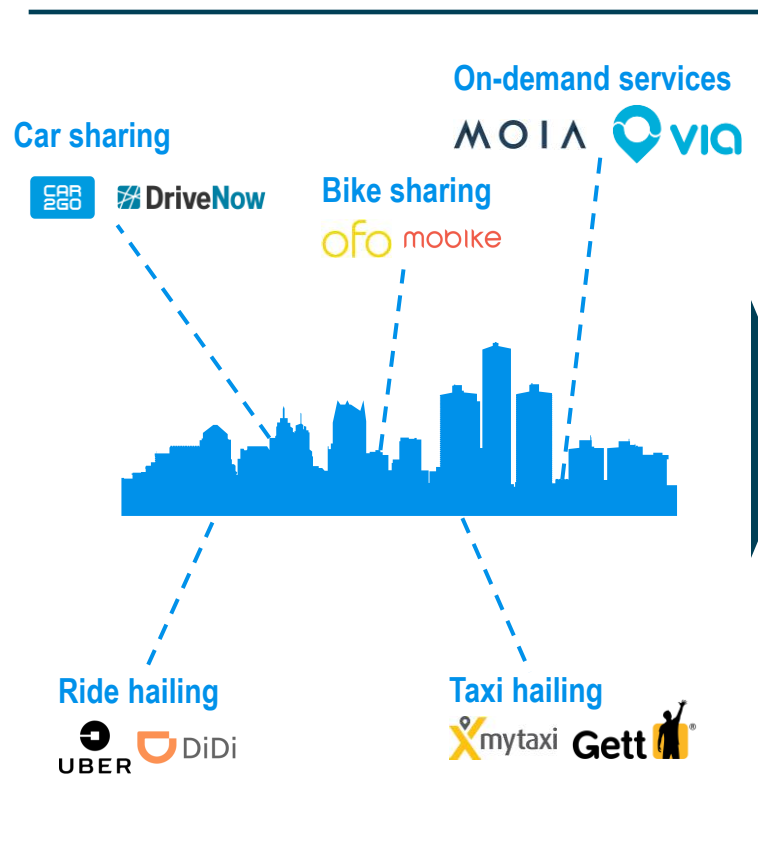 On-demand services
MOIA via
Car sharing
CAR
2GO
DriveNow
Bike sharing
ofo mobike
Ride hailing
UBER DiDi
Taxi hailing
mytaxi Gett ®